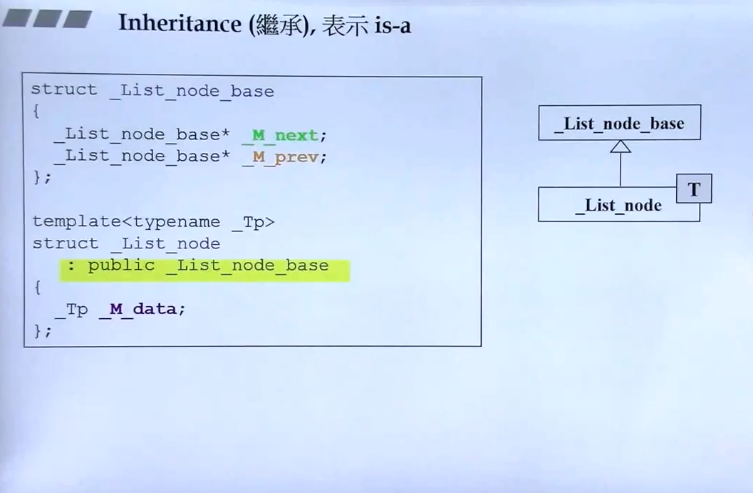 Inheritance (繼承), 表示 is-a
struct _List_node_base
{
_List_node_base* _M_next;
_List_node_base* _M_prev;
};
template<typename _Tp>
struct _List_node
: public _List_node_base
{
_Tp _M_data;
};
_List_node_base
T
_List_node